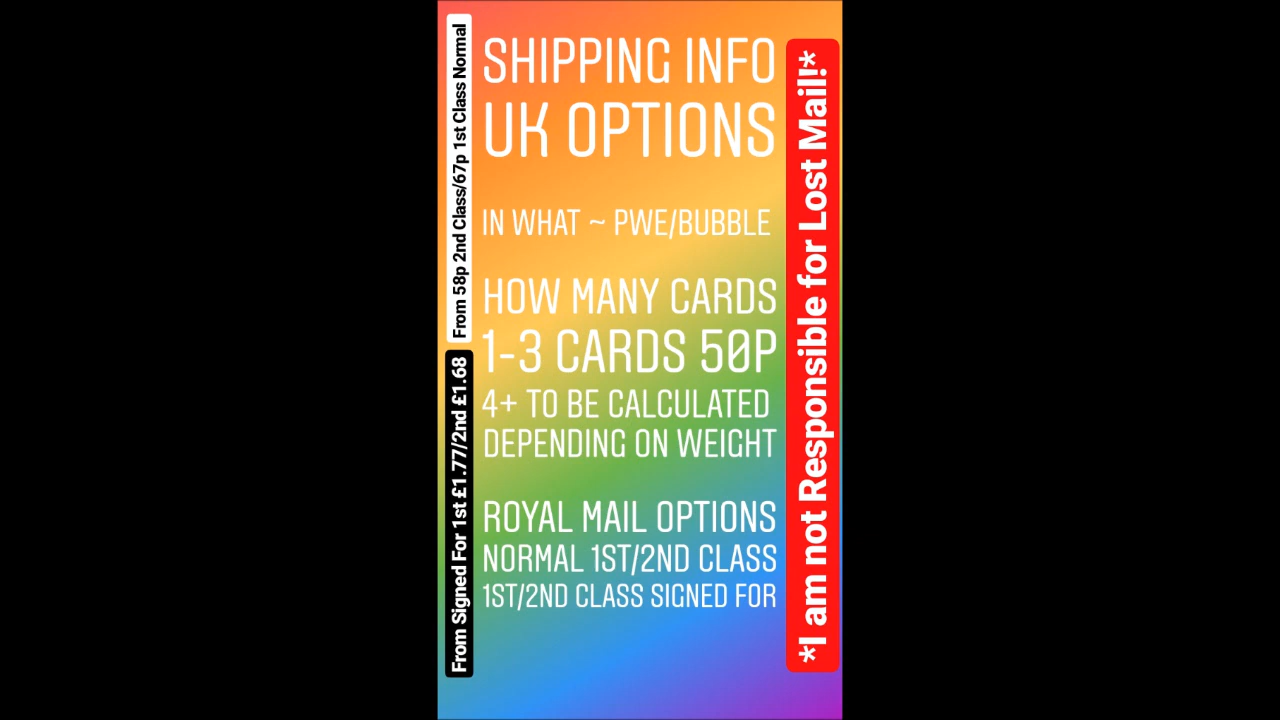 SHIPPING INFO
UK OPTIONS
IN WHAT ~ PWE/BUBBLE
HOW MANY CARDS
1-3 CARDS 50P
4+ TO BE CALCULATED
DEPENDING ON WEIGHT
ROYAL MAIL OPTIONS
NORMAL 1ST/2ND CLASS
1ST/2ND CLASS SIGNED FOR
From 58p 2nd Class/67p 1st Class Normal
From Signed For 1st £1.77/2nd £1.68
*I am not Responsible for Lost Mail!*